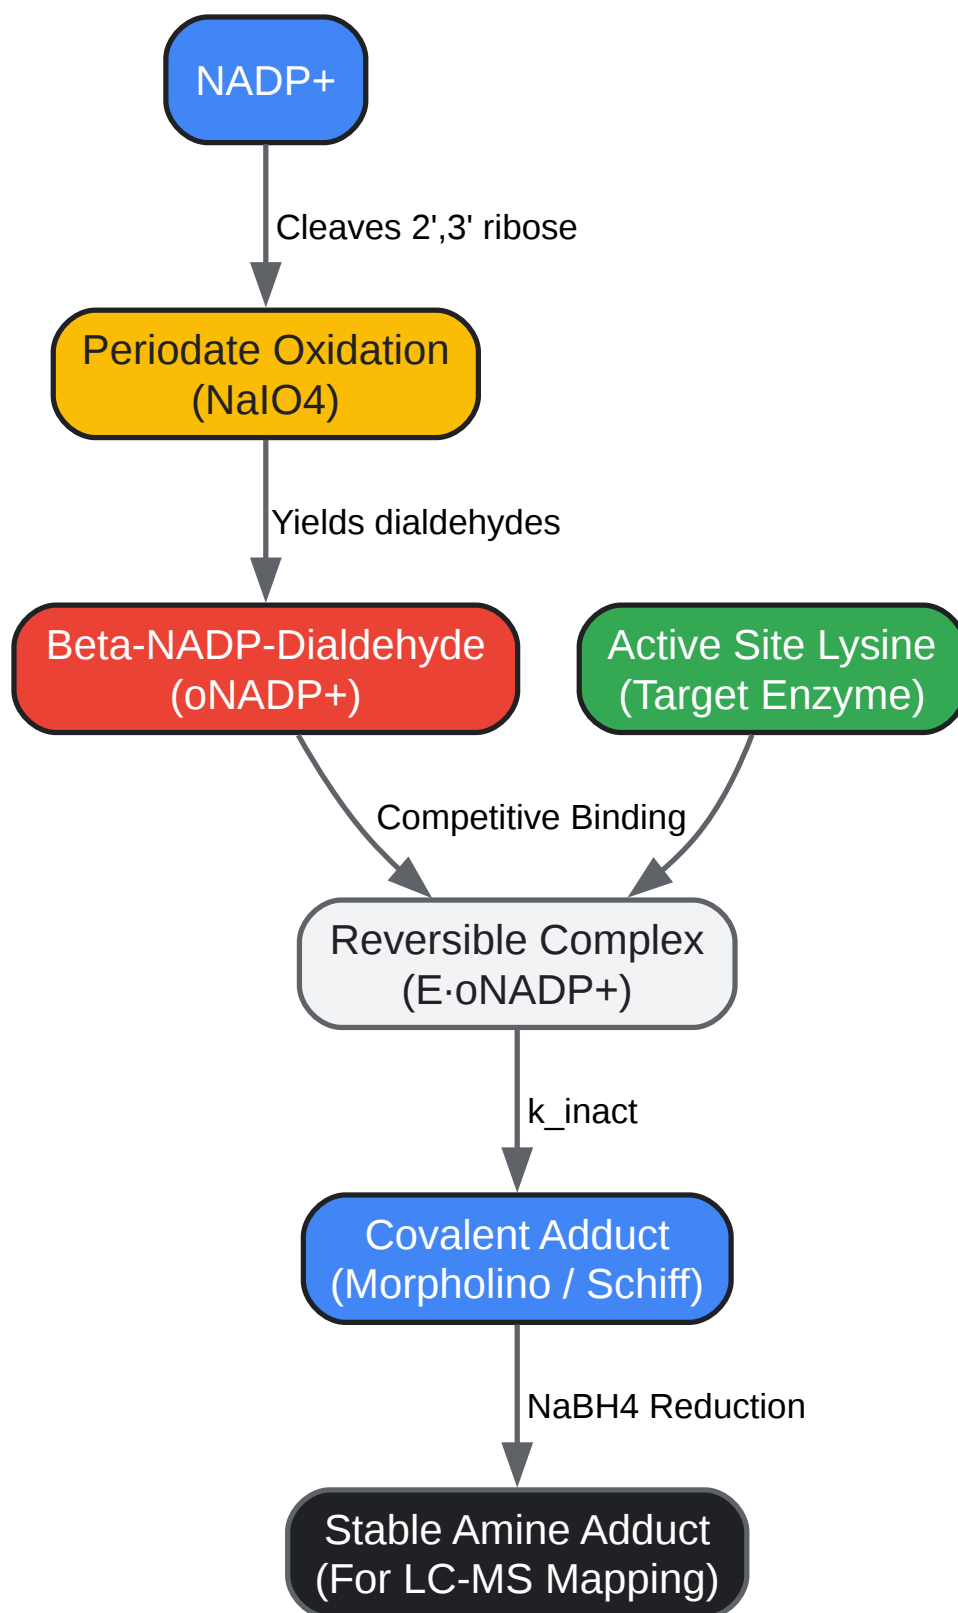 NADP+
Cleaves 2',3' ribose
Periodate Oxidation
(NaIO4)
Yields dialdehydes
Beta-NADP-Dialdehyde
(oNADP+)
Active Site Lysine
(Target Enzyme)
Competitive Binding
Reversible Complex
(E·oNADP+)
k_inact
Covalent Adduct
(Morpholino / Schiff)
NaBH4 Reduction
Stable Amine Adduct
(For LC-MS Mapping)